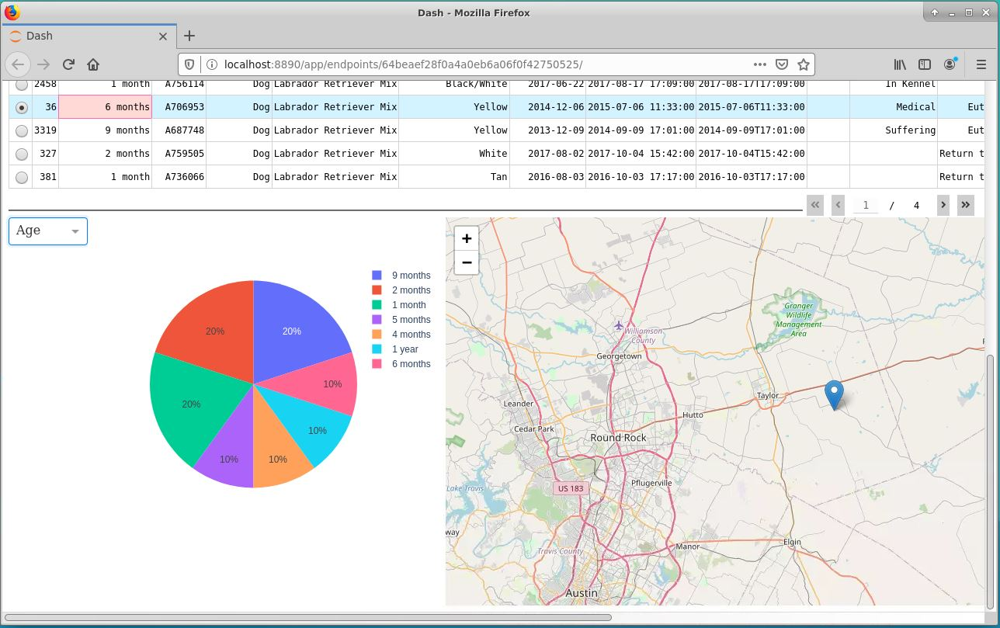 Dash - Mozilla Firefox
Dash
localhost:8890/app/endpoints/64beaef28f0a4a0eb6a06f0f42750525/
2458 1 month A756114 Dog Labrador Retriever Mix Black/White 2017-06-22 2017-08-17 17:09:00 2017-08-17T17:09:00 In Kennel
36 6 months A706953 Dog Labrador Retriever Mix Yellow 2014-12-06 2015-07-06 11:33:00 2015-07-06T11:33:00 Medical Eut
3319 9 months A687748 Dog Labrador Retriever Mix Yellow 2013-12-09 2014-09-09 17:01:00 2014-09-09T17:01:00 Suffering Eut
327 2 months A759505 Dog Labrador Retriever Mix White 2017-08-02 2017-10-04 15:42:00 2017-10-04T15:42:00 Return t
381 1 month A736066 Dog Labrador Retriever Mix Tan 2016-08-03 2016-10-03 17:17:00 2016-10-03T17:17:00 Return t
« ‹ 1 / 4 › »
Age
9 months
2 months
1 month
5 months
4 months
1 year
6 months
20%
20%
20%
10%
10%
10%
10%
+
−
Granger
Wildlife
Management
Area
Williamson
County
Georgetown
Leander
Taylor
Hutto
Cedar Park
Round Rock
US 183
Pflugerville
Lake Travis
way
Travis County
Manor
Elgin
Austin